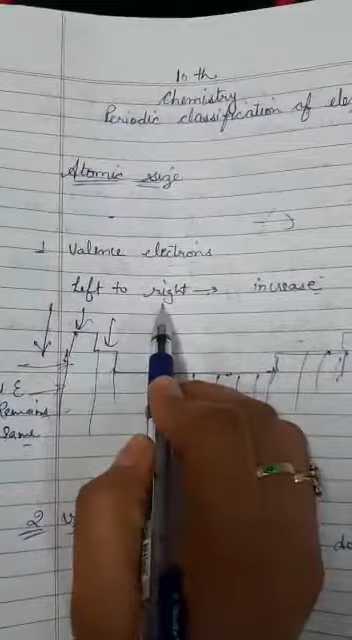 10 th
Chemistry
Periodic classification of ele
Atomic size
1 Valence electrons
left to right → increase
V.E
Remains
same
2 V
do